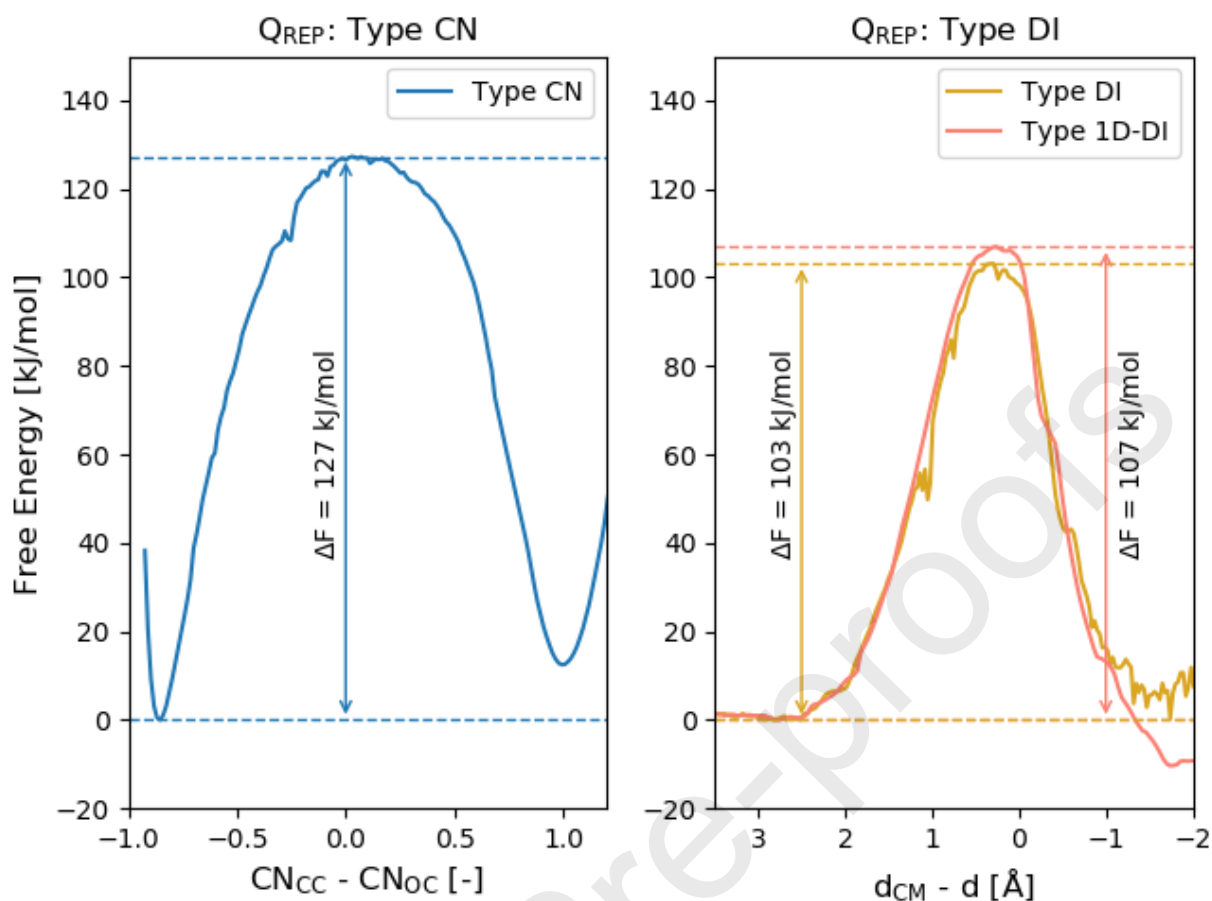 Q_REP: Type CN
Q_REP: Type DI
Type CN
Type DI
Type 1D-DI
Free Energy [kJ/mol]
140
120
100
80
60
40
20
0
−20
ΔF = 127 kJ/mol
−1.0 −0.5 0.0 0.5 1.0
CN_CC - CN_OC [-]
140
120
100
80
60
40
20
0
−20
ΔF = 103 kJ/mol
ΔF = 107 kJ/mol
3 2 1 0 −1 −2
d_CM - d [Å]
re-proofs